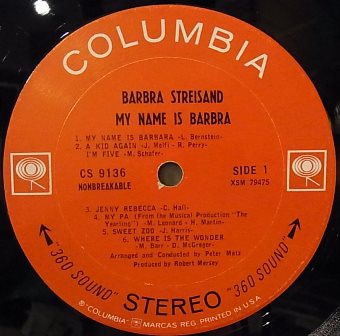 COLUMBIA
BARBRA STREISAND
MY NAME IS BARBRA
1. MY NAME IS BARBARA -L. Bernstein-
2. A KID AGAIN -J. Melfi - R. Perry-
I'M FIVE -M. Schafer-
CS 9136
NONBREAKABLE
SIDE 1
XSM 79475
3. JENNY REBECCA -C. Hall-
4. MY PA (From the Musical Production "The
Yearling") -M. Leonard - H. Martin-
5. SWEET ZOO -J. Harris-
6. WHERE IS THE WONDER
-M. Barr - D. McGregor-
Arranged and Conducted by Peter Matz
Produced by Robert Mersey
"360 SOUND" STEREO "360 SOUND"
®"COLUMBIA", MARCAS REG. PRINTED IN U.S.A.